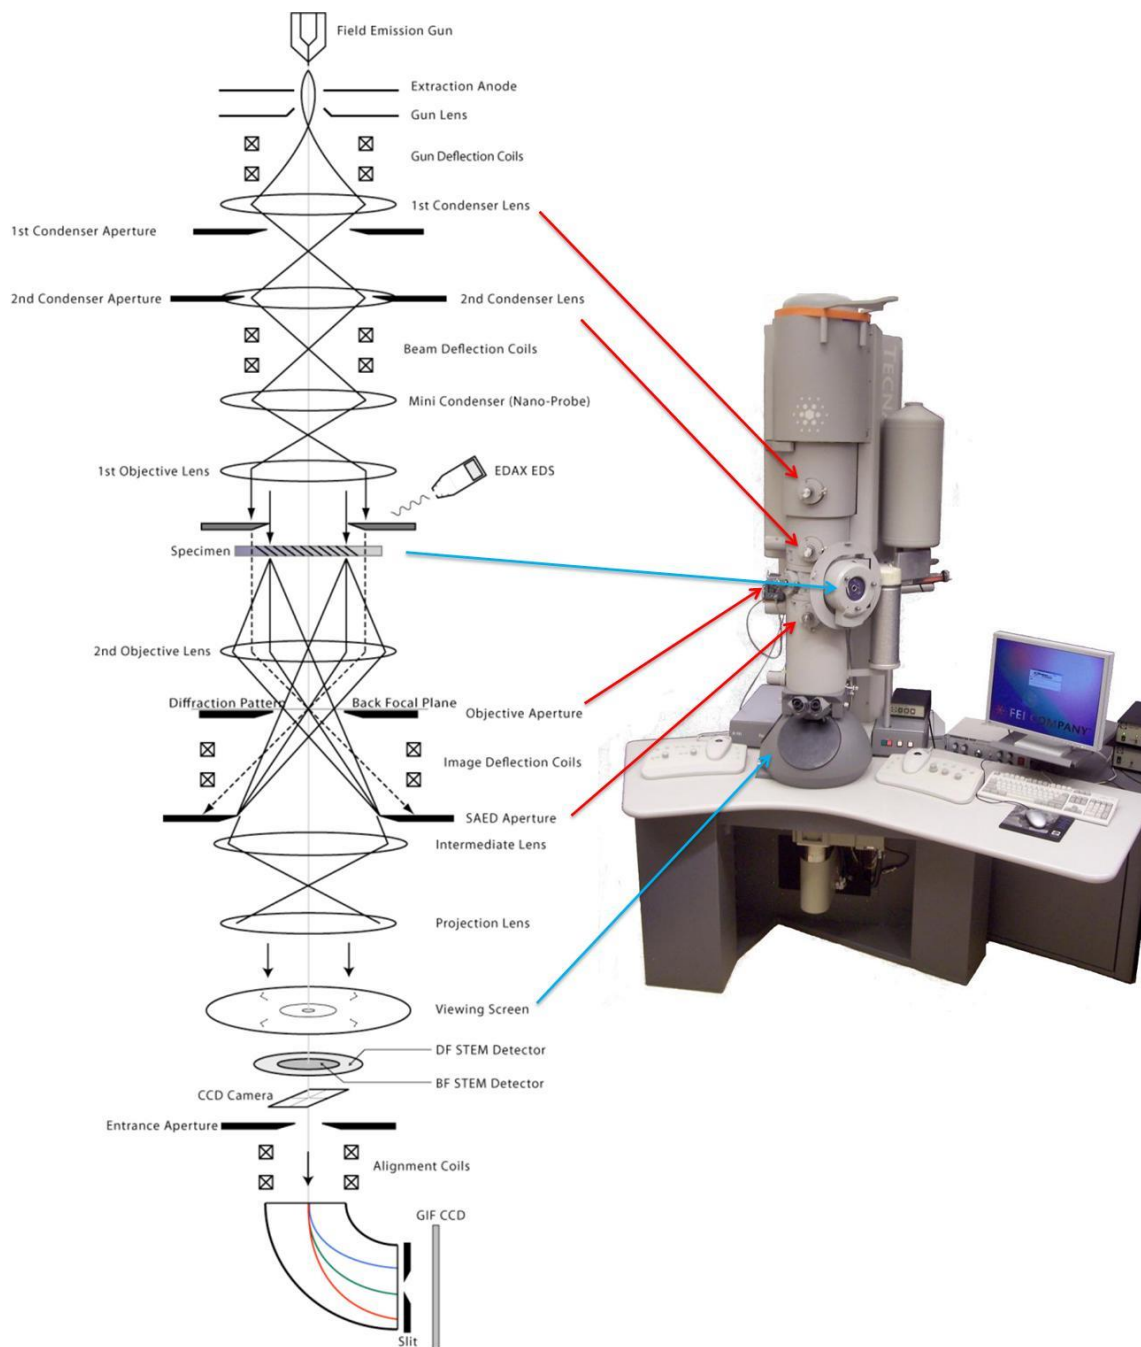 Field Emission Gun
Extraction Anode
Gun Lens
Gun Deflection Coils
1st Condenser Lens
1st Condenser Aperture
2nd Condenser Aperture
2nd Condenser Lens
Beam Deflection Coils
Mini Condenser (Nano-Probe)
1st Objective Lens
EDAX EDS
Specimen
2nd Objective Lens
Diffraction Pattern
Back Focal Plane
Objective Aperture
Image Deflection Coils
SAED Aperture
Intermediate Lens
Projection Lens
Viewing Screen
DF STEM Detector
BF STEM Detector
CCD Camera
Entrance Aperture
Alignment Coils
GIF CCD
Slit
TECNA
FEI COMPANY